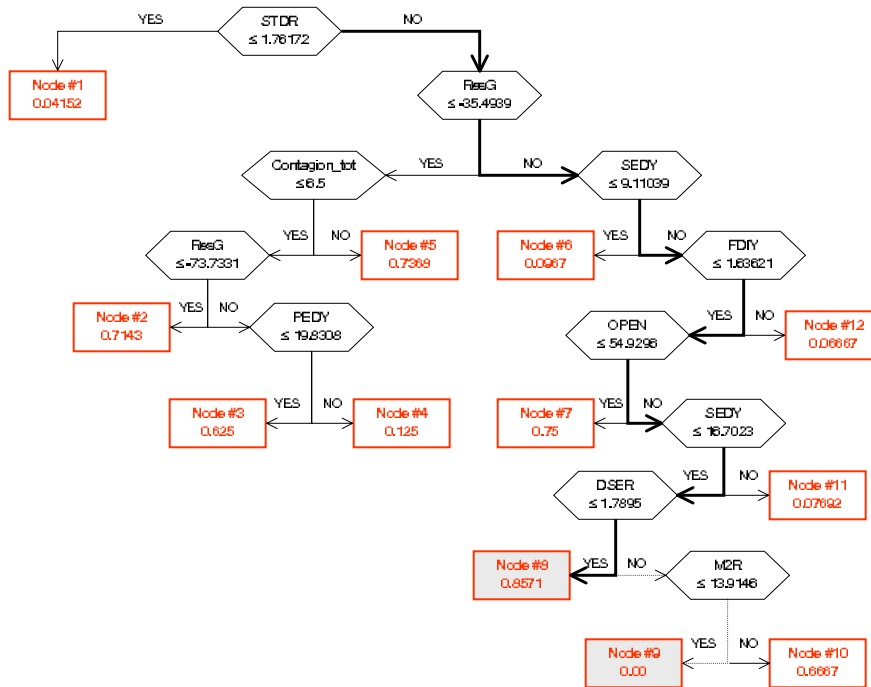 STDR
≤ 1.76172
YES
NO
Node #1
0.04152
ResG
≤ -35.4939
Contagion_tot
≤6.5
YES
NO
SEDY
≤ 9.11039
ResG
≤-73.7331
YES
NO
Node #5
0.7368
Node #6
0.0967
YES
NO
FDIY
≤ 1.63621
Node #2
0.7143
YES
NO
PEDY
≤ 19.8308
OPEN
≤ 54.9296
YES
NO
Node #12
0.06667
Node #3
0.625
YES
NO
Node #4
0.125
Node #7
0.75
YES
NO
SEDY
≤ 16.7023
DSER
≤ 1.7895
YES
NO
Node #11
0.07692
Node #8
0.8571
YES
NO
M2R
≤ 13.9146
Node #9
0.00
YES
NO
Node #10
0.6667